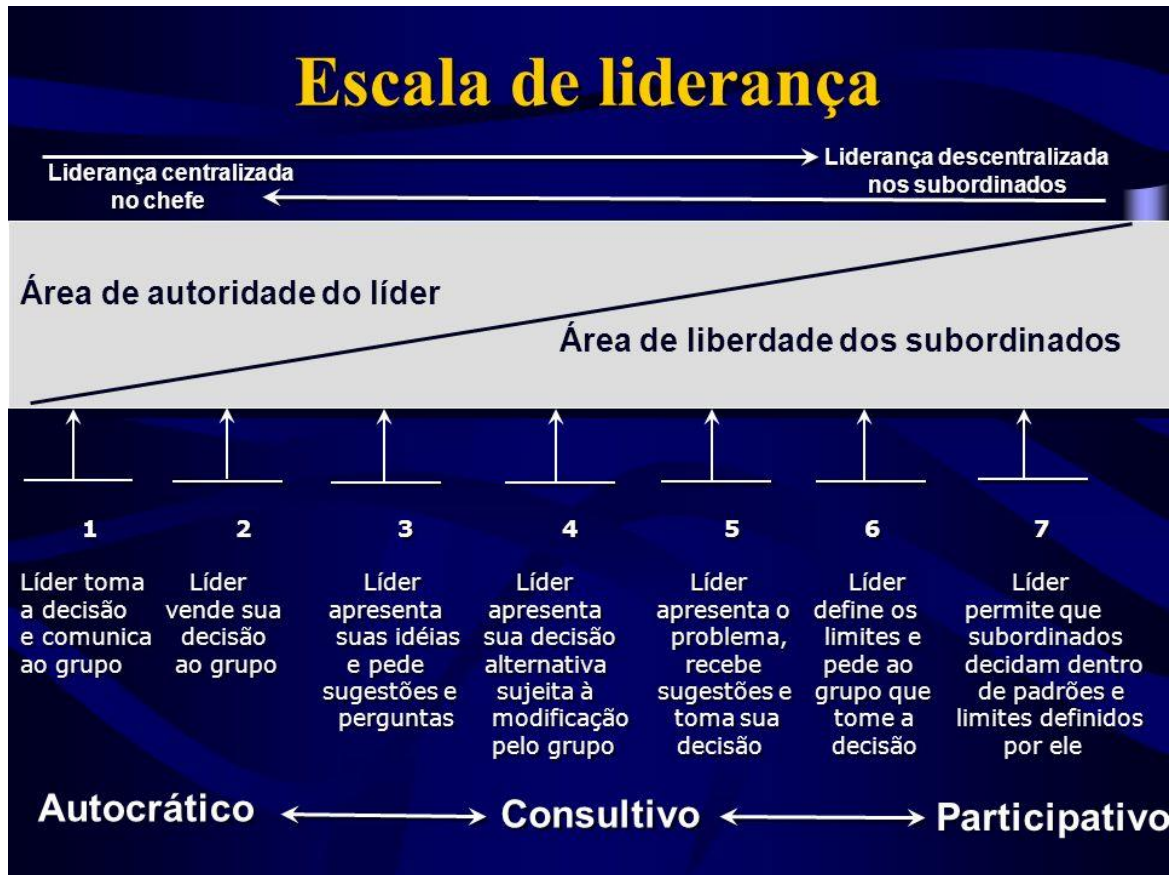 Escala de liderança
Liderança centralizada
no chefe
Liderança descentralizada
nos subordinados
Área de autoridade do líder
Área de liberdade dos subordinados
1
Líder toma
a decisão
e comunica
ao grupo
2
Líder
vende sua
decisão
ao grupo
3
Líder
apresenta
suas idéias
e pede
sugestões e
perguntas
4
Líder
apresenta
sua decisão
alternativa
sujeita à
modificação
pelo grupo
5
Líder
apresenta o
problema,
recebe
sugestões e
toma sua
decisão
6
Líder
define os
limites e
pede ao
grupo que
tome a
decisão
7
Líder
permite que
subordinados
decidam dentro
de padrões e
limites definidos
por ele
Autocrático
Consultivo
Participativo